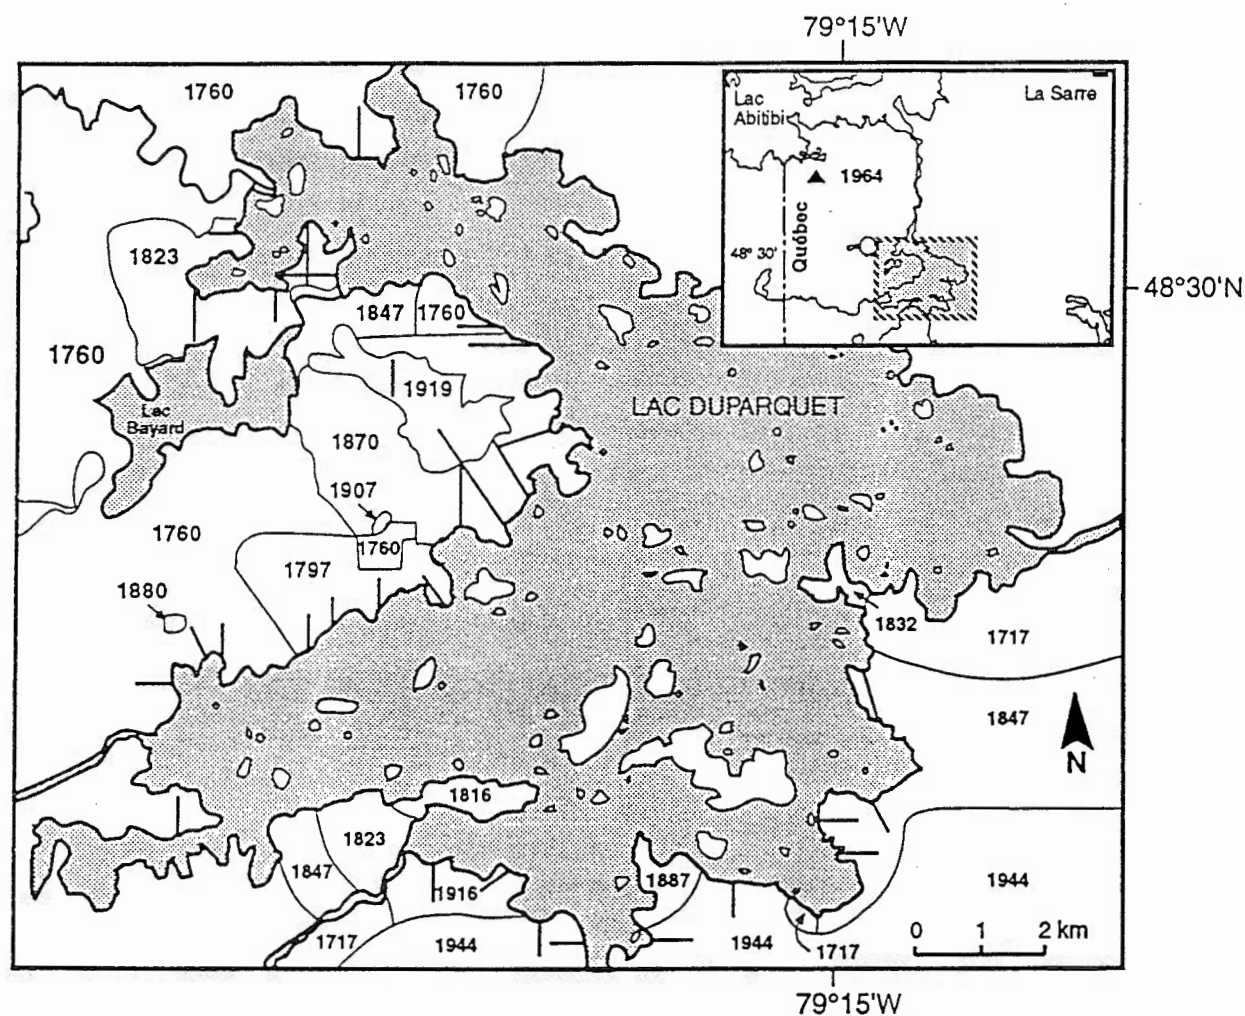 79°15'W
1760
1760
Lac
Abitibi
La Sarre
1964
Québec
48° 30'
48°30'N
1823
1847
1760
1760
1919
LAC DUPARQUET
Lac
Bayard
1870
1907
1760
1760
1797
1880
1832
1717
1847
N
1816
1823
1847
1887
1916
1944
1717
1944
1944
1717
0 1 2 km
79°15'W